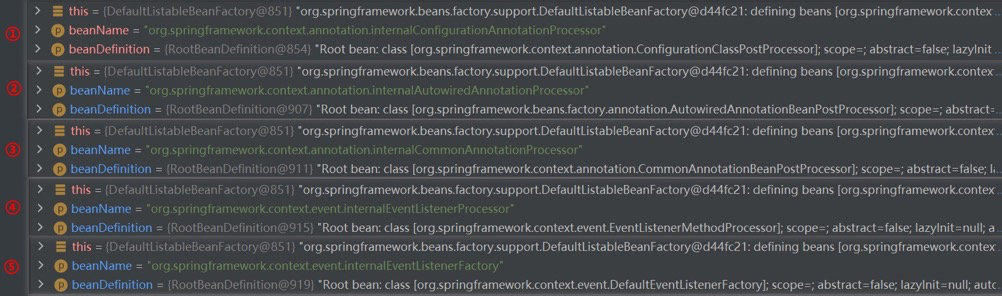 > this = {DefaultListableBeanFactory@851} "org.springframework.beans.factory.support.DefaultListableBeanFactory@d44fc21: defining beans [org.springframework.contex...
① > p beanName = "org.springframework.context.annotation.internalConfigurationAnnotationProcessor"
> p beanDefinition = {RootBeanDefinition@854} "Root bean: class [org.springframework.context.annotation.ConfigurationClassPostProcessor]; scope=; abstract=false; lazyInit ...
> this = {DefaultListableBeanFactory@851} "org.springframework.beans.factory.support.DefaultListableBeanFactory@d44fc21: defining beans [org.springframework.contex...
② > p beanName = "org.springframework.context.annotation.internalAutowiredAnnotationProcessor"
> p beanDefinition = {RootBeanDefinition@907} "Root bean: class [org.springframework.beans.factory.annotation.AutowiredAnnotationBeanPostProcessor]; scope=; abstract=...
> this = {DefaultListableBeanFactory@851} "org.springframework.beans.factory.support.DefaultListableBeanFactory@d44fc21: defining beans [org.springframework.contex...
③ > p beanName = "org.springframework.context.annotation.internalCommonAnnotationProcessor"
> p beanDefinition = {RootBeanDefinition@911} "Root bean: class [org.springframework.context.annotation.CommonAnnotationBeanPostProcessor]; scope=; abstract=false; l...
> this = {DefaultListableBeanFactory@851} "org.springframework.beans.factory.support.DefaultListableBeanFactory@d44fc21: defining beans [org.springframework.contex...
④ > p beanName = "org.springframework.context.event.internalEventListenerProcessor"
> p beanDefinition = {RootBeanDefinition@915} "Root bean: class [org.springframework.context.event.EventListenerMethodProcessor]; scope=; abstract=false; lazyInit=null; a...
> this = {DefaultListableBeanFactory@851} "org.springframework.beans.factory.support.DefaultListableBeanFactory@d44fc21: defining beans [org.springframework.contex...
⑤ > p beanName = "org.springframework.context.event.internalEventListenerFactory"
> p beanDefinition = {RootBeanDefinition@919} "Root bean: class [org.springframework.context.event.DefaultEventListenerFactory]; scope=; abstract=false; lazyInit=null; auto...